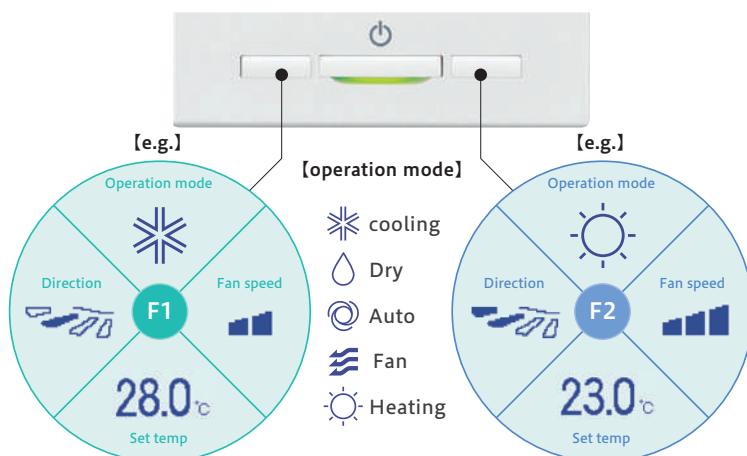 【e.g.】
【e.g.】
【operation mode】
Operation mode
Direction
Fan speed
F1
28.0℃
Set temp
cooling
Dry
Auto
Fan
Heating
Operation mode
Direction
Fan speed
F2
23.0℃
Set temp